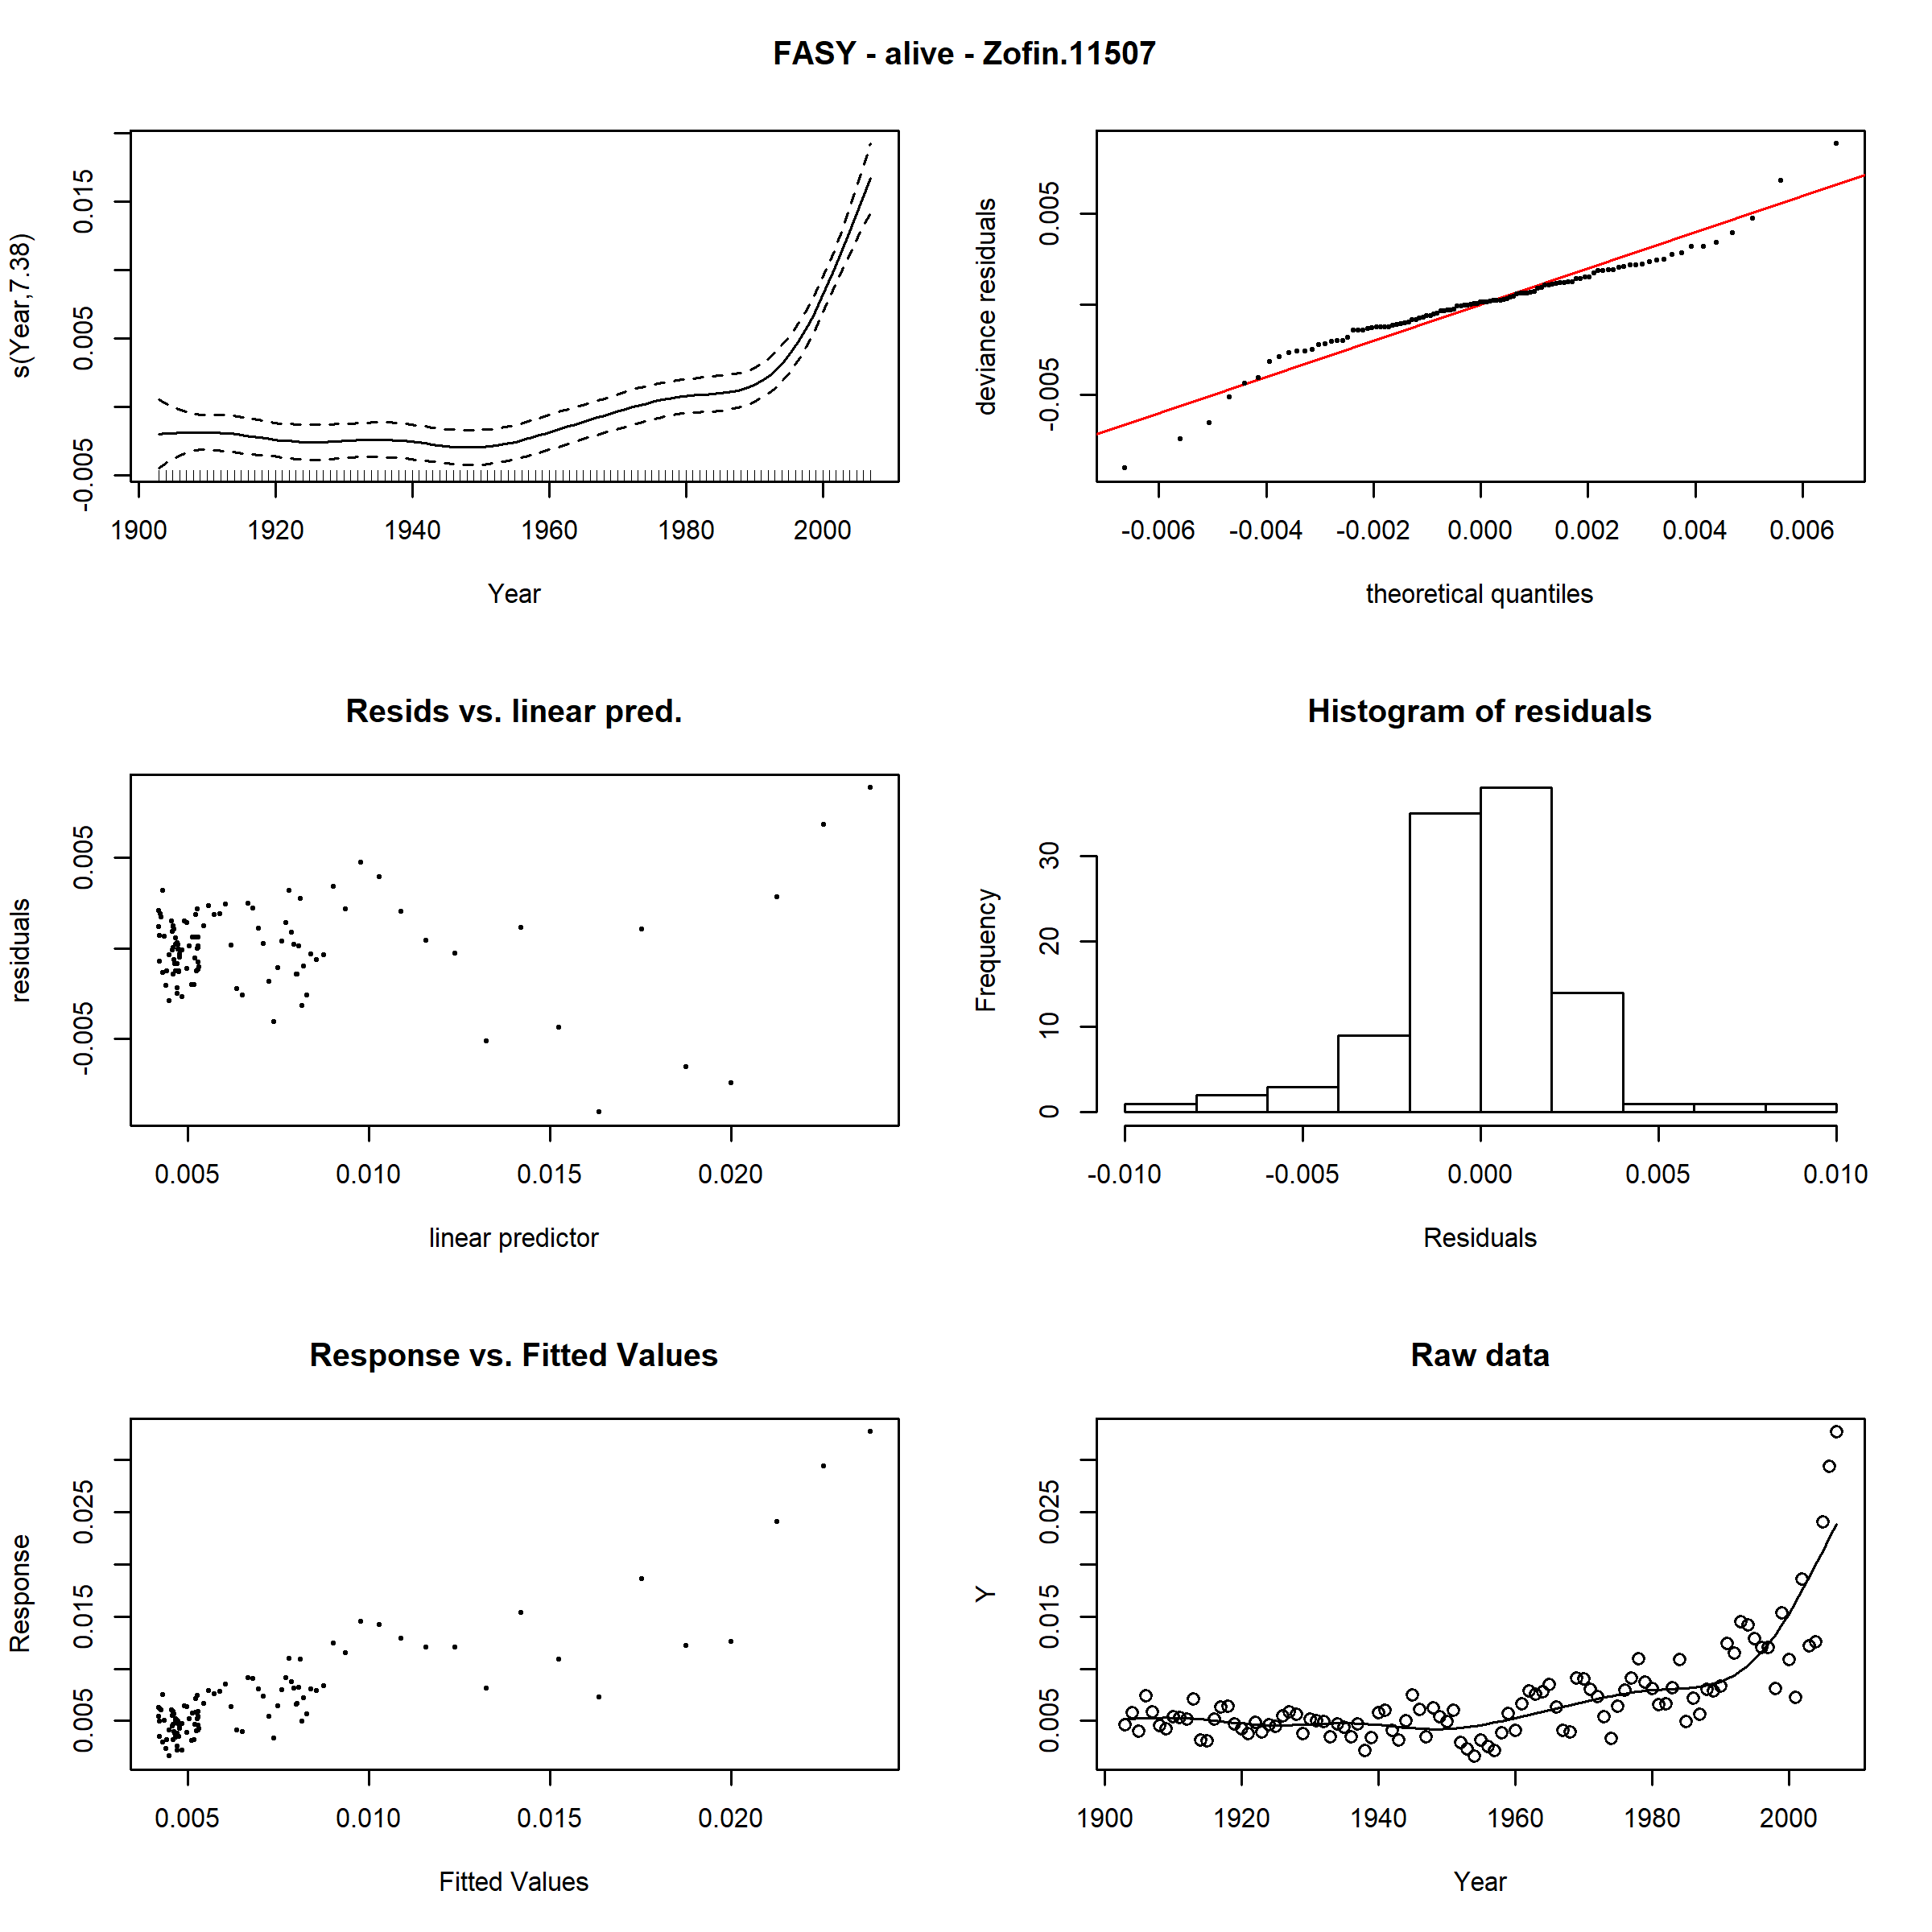 FASY - alive - Zofin.11507
s(Year,7.38)
-0.005 0.005 0.015
1900 1920 1940 1960 1980 2000
Year
deviance residuals
-0.005 0.005
-0.006 -0.004 -0.002 0.000 0.002 0.004 0.006
theoretical quantiles
Resids vs. linear pred.
residuals
-0.005 0.005
0.005 0.010 0.015 0.020
linear predictor
Histogram of residuals
Frequency
0 10 20 30
-0.010 -0.005 0.000 0.005 0.010
Residuals
Response vs. Fitted Values
Response
0.005 0.015 0.025
0.005 0.010 0.015 0.020
Fitted Values
Raw data
Y
0.005 0.015 0.025
1900 1920 1940 1960 1980 2000
Year